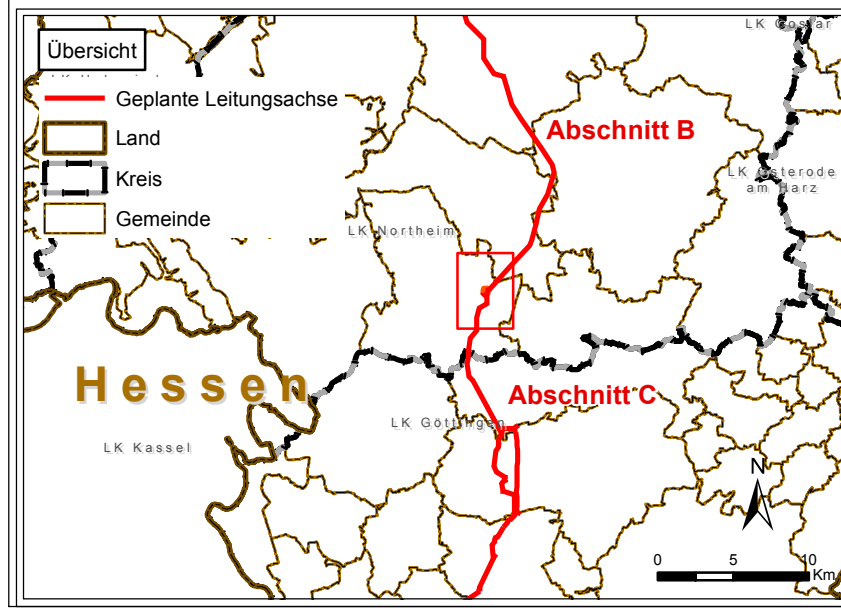 LK Goslar
Übersicht
Geplante Leitungsachse
Land
Kreis
Gemeinde
Abschnitt B
LK Osterode
am Harz
LK Northeim
Hessen
Abschnitt C
LK Göttingen
LK Kassel
N
0 5 10
Km